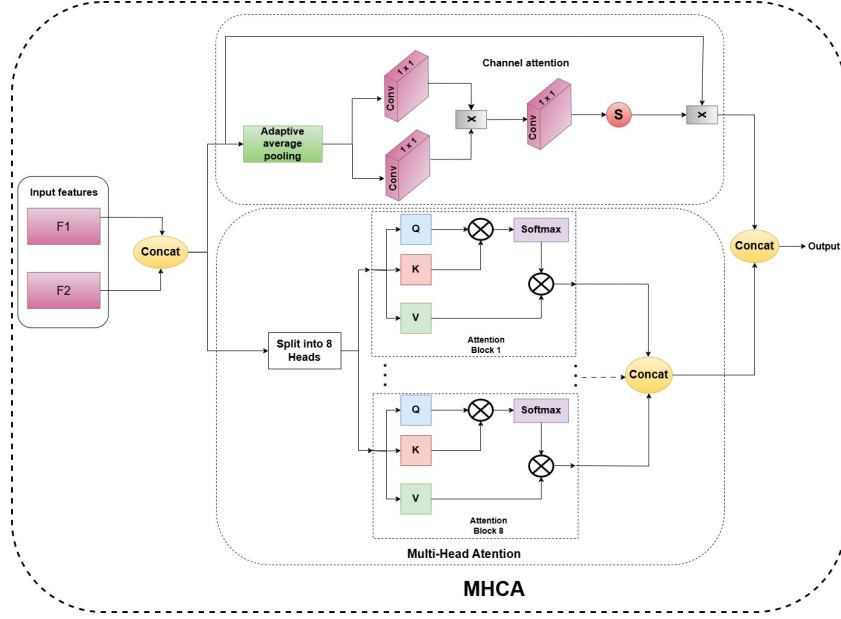 Channel attention
1 x 1
Conv
X
1 x 1
Conv
S
X
Adaptive
average
pooling
1 x 1
Conv
Input features
F1
F2
Concat
Concat
Output
Q
K
V
Softmax
Attention
Block 1
Split into 8
Heads
Concat
Q
K
V
Softmax
Attention
Block 8
Multi-Head Atention
MHCA